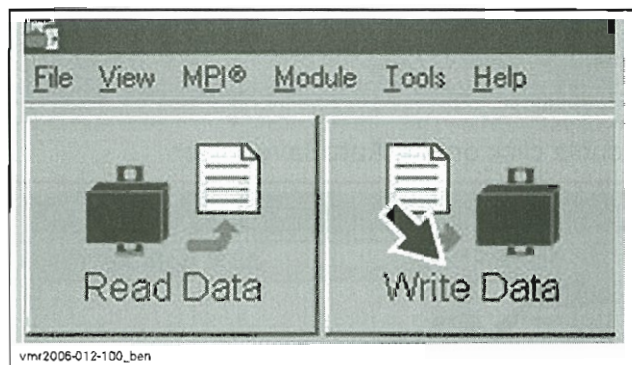 File View MPI® Module Tools Help
Read Data Write Data
vmr2006-012-100_ben